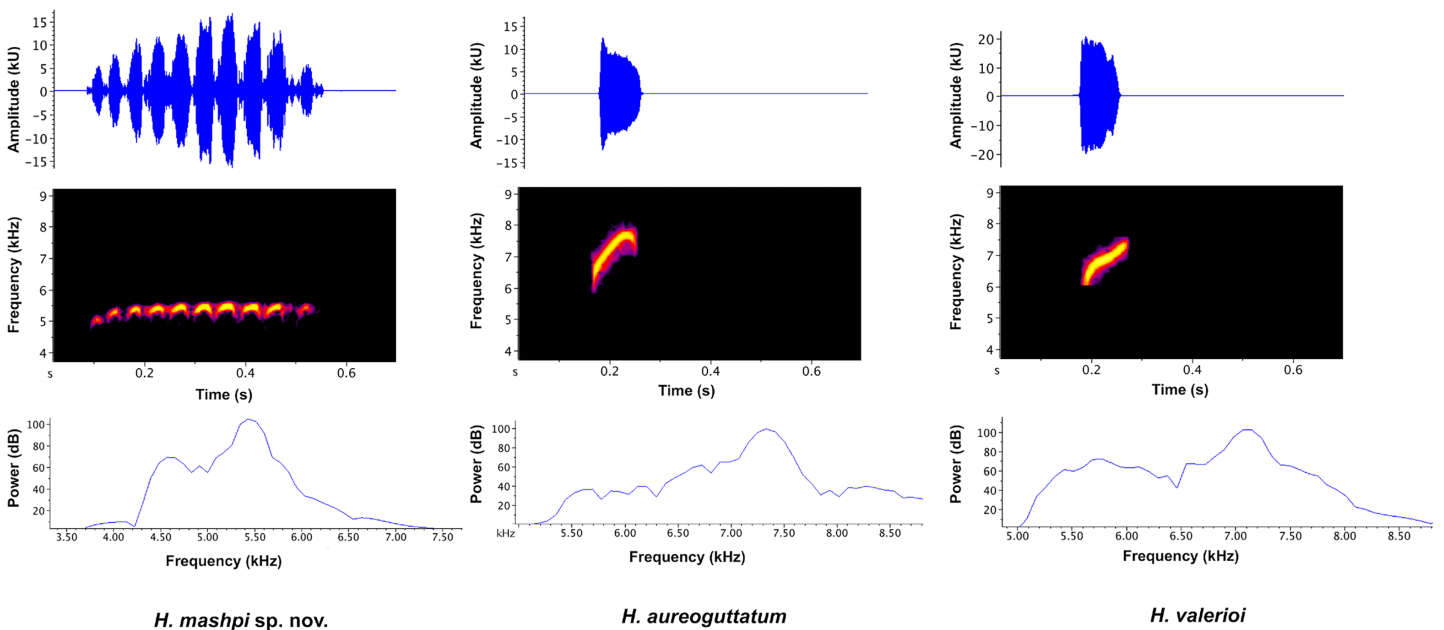 Amplitude (kU)
15
10
5
0
−5
−10
−15
Frequency (kHz)
9
8
7
6
5
4
s
0.2
0.4
0.6
Time (s)
Power (dB)
100
80
60
40
20
3.50 4.00 4.50 5.00 5.50 6.00 6.50 7.00 7.50
Frequency (kHz)
H. mashpi sp. nov.
Amplitude (kU)
15
10
5
0
−5
−10
−15
Frequency (kHz)
9
8
7
6
5
4
s
0.4
0.6
Time (s)
Power (dB)
100
80
60
40
20
kHz 5.50 6.00 6.50 7.00 7.50 8.00 8.50
Frequency (kHz)
H. aureoguttatum
Amplitude (kU)
20
10
0
−10
−20
Frequency (kHz)
9
8
7
6
5
4
s
0.2
0.4
0.6
Time (s)
Power (dB)
100
80
60
40
20
5.00 5.50 6.00 6.50 7.00 7.50 8.00 8.50
Frequency (kHz)
H. valerioi